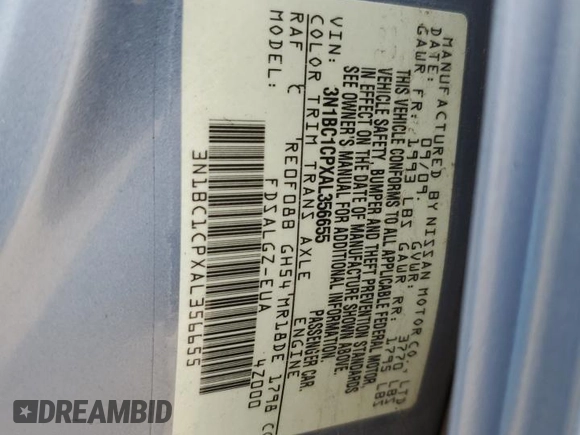 MANUFACTURED BY NISSAN MOTOR CO., LTD.
DATE: 09/09. GVWR: 3770 LBS
GAWR FR: 1993 LBS GAWR RR: 1795 LBS
THIS VEHICLE CONFORMS TO ALL APPLICABLE FEDERAL MOTOR
VEHICLE SAFETY, BUMPER AND THEFT PREVENTION STANDARDS
IN EFFECT ON THE DATE OF MANUFACTURE SHOWN ABOVE.
SEE OWNER'S MANUAL FOR ADDITIONAL INFORMATION.
VIN: 3N1BC1CPXAL356655 PASSENGER CAR.
COLOR TRIM TRANS AXLE ENGINE
RAF C RE0F08B GH54 MR18DE 1798 CC
MODEL: FDSALGZ-EUA 47000
3N1BC1CPXAL356655
DREAMBID